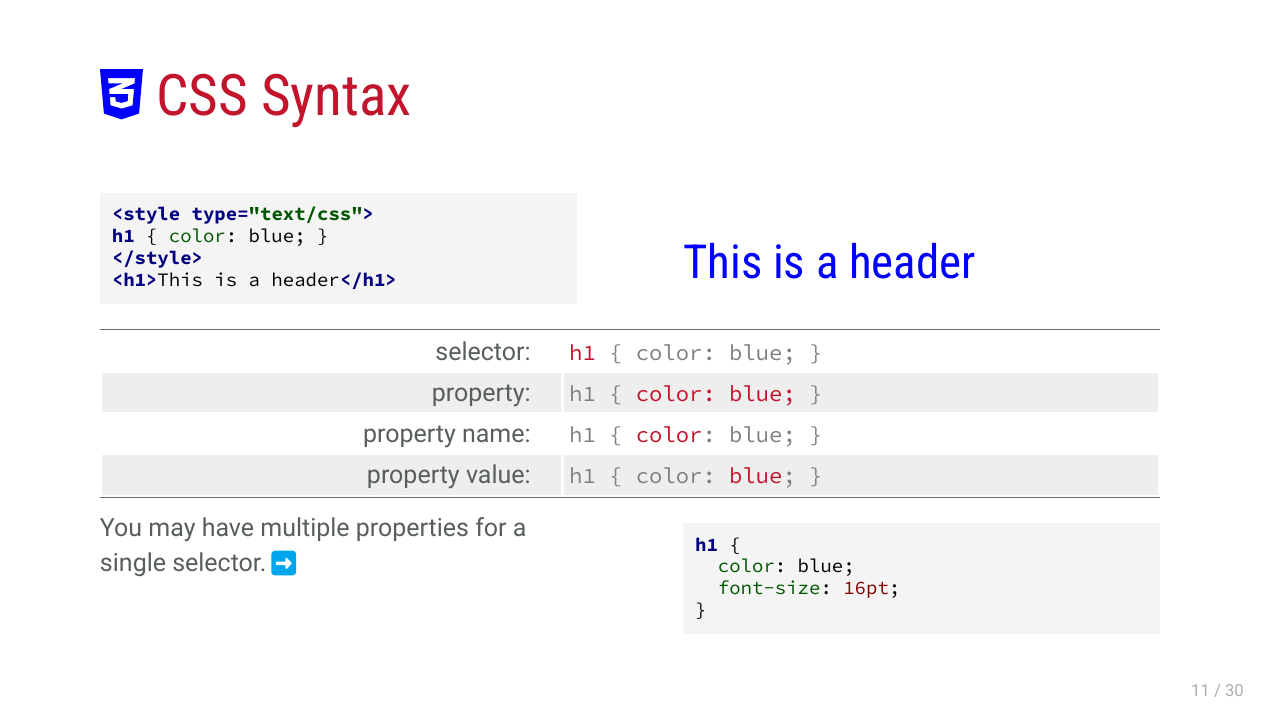 CSS Syntax
<style type="text/css">
h1 { color: blue; }
</style>
<h1>This is a header</h1>
This is a header
selector: h1 { color: blue; }
property: h1 { color: blue; }
property name: h1 { color: blue; }
property value: h1 { color: blue; }
You may have multiple properties for a
single selector. ➡
h1 {
  color: blue;
  font-size: 16pt;
}
11 / 30